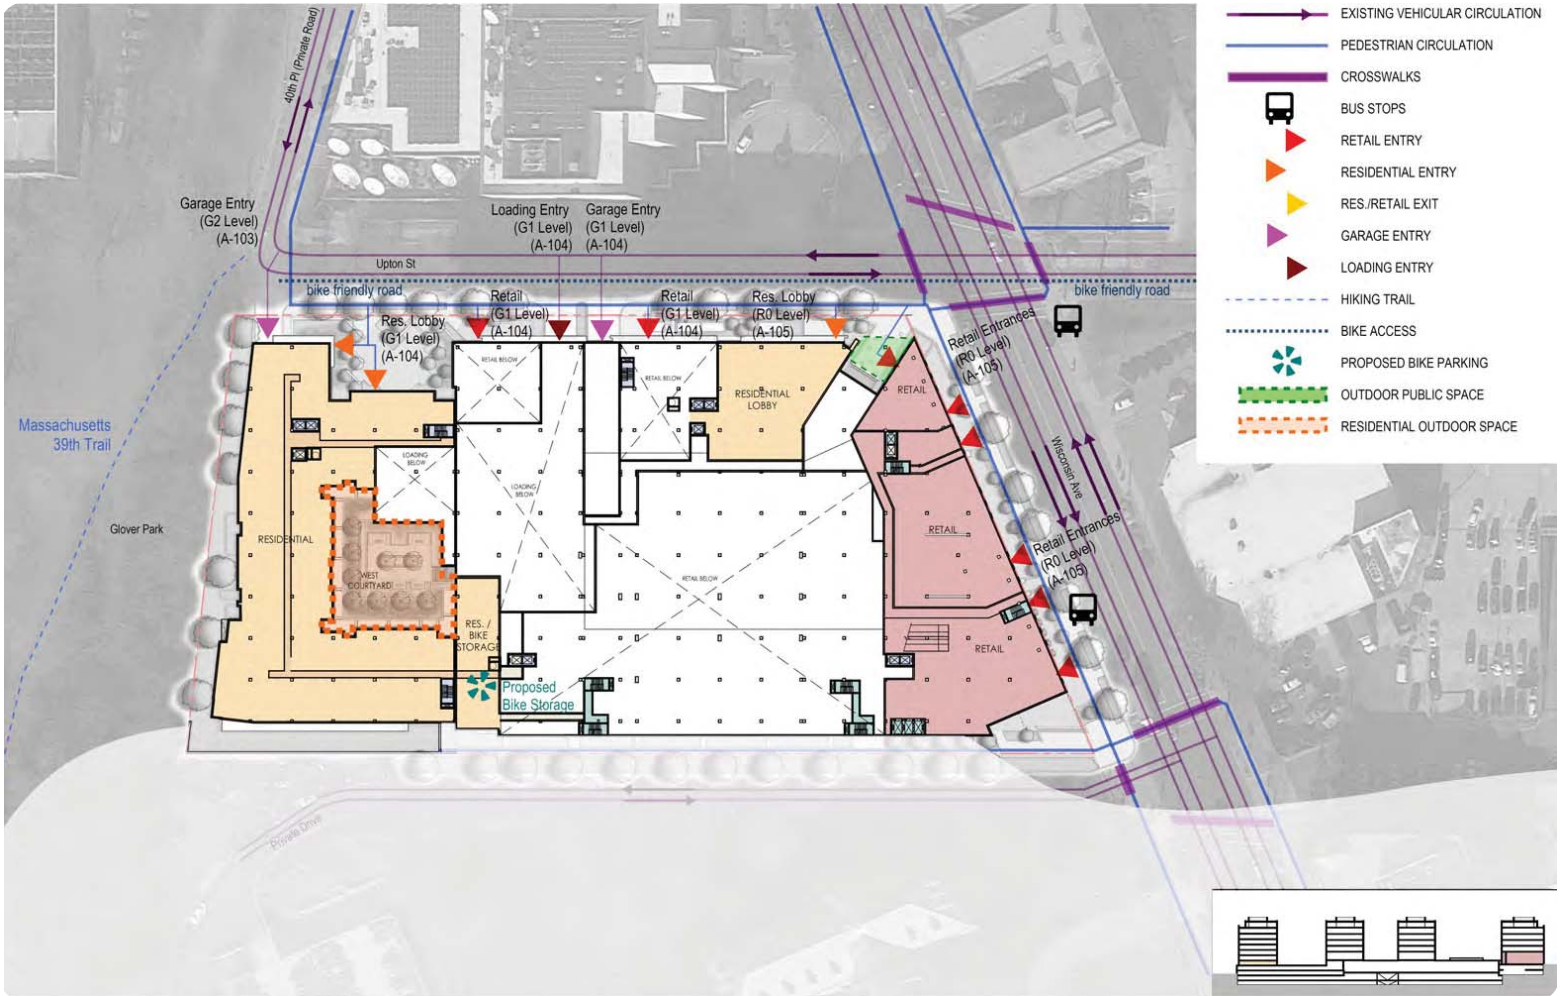 EXISTING VEHICULAR CIRCULATION
PEDESTRIAN CIRCULATION
CROSSWALKS
BUS STOPS
RETAIL ENTRY
RESIDENTIAL ENTRY
RES./RETAIL EXIT
GARAGE ENTRY
LOADING ENTRY
HIKING TRAIL
BIKE ACCESS
PROPOSED BIKE PARKING
OUTDOOR PUBLIC SPACE
RESIDENTIAL OUTDOOR SPACE
40th Pl (Private Road)
Garage Entry
(G2 Level)
(A-103)
Loading Entry
(G1 Level)
(A-104)
Garage Entry
(G1 Level)
(A-104)
Upton St
bike friendly road
bike friendly road
Res. Lobby
(G1 Level)
(A-104)
Retail
(G1 Level)
(A-104)
Retail
(G1 Level)
(A-104)
Res. Lobby
(R0 Level)
(A-105)
Retail Entrances
(R0 Level)
(A-105)
RETAIL BELOW
RETAIL BELOW
RESIDENTIAL
LOBBY
RETAIL
Massachusetts
39th Trail
LOADING
BELOW
LOADING
BELOW
Wisconsin Ave
Glover Park
RESIDENTIAL
RETAIL
Retail Entrances
(R0 Level)
(A-105)
WEST
COURTYARD
RETAIL BELOW
RES. /
BIKE
STORAGE
RETAIL
Proposed
Bike Storage
Private Drive